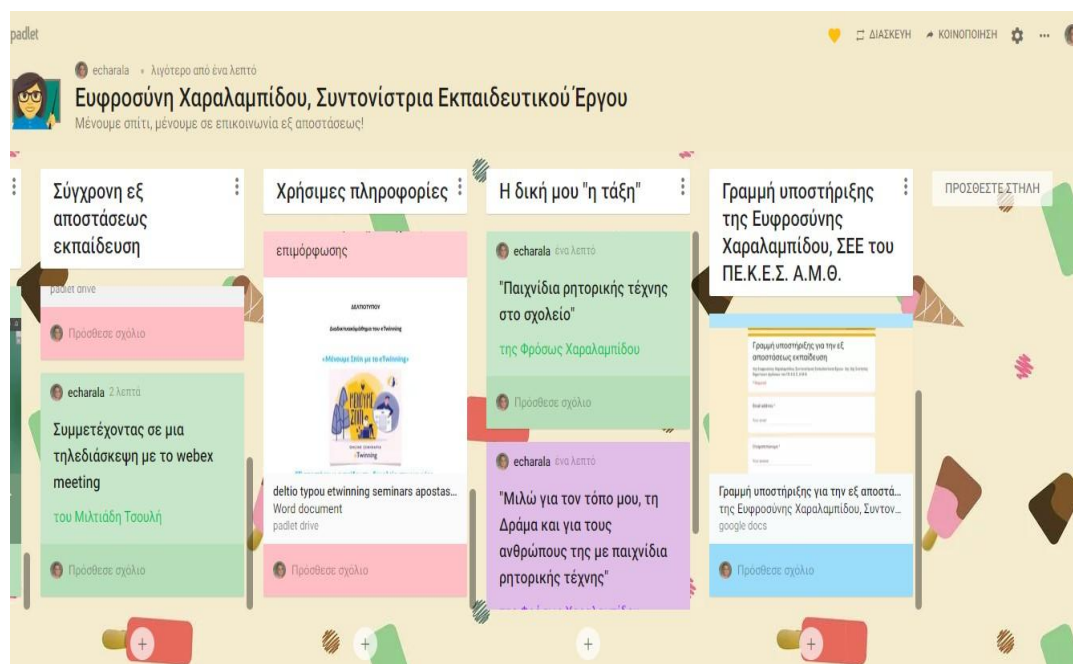 padlet
ΔΙΑΣΚΕΥΗ
ΚΟΙΝΟΠΟΙΗΣΗ
echarala • λιγότερο από ένα λεπτό
Ευφροσύνη Χαραλαμπίδου, Συντονίστρια Εκπαιδευτικού Έργου
Μένουμε σπίτι, μένουμε σε επικοινωνία εξ αποστάσεως!
Σύγχρονη εξ
αποστάσεως
εκπαίδευση
padlet drive
Πρόσθεσε σχόλιο
echarala 2 λεπτά
Συμμετέχοντας σε μια
τηλεδιάσκεψη με το webex
meeting
του Μιλτιάδη Τσουλή
Πρόσθεσε σχόλιο
Χρήσιμες πληροφορίες
επιμόρφωσης
ΔΕΛΤΙΟ ΤΥΠΟΥ
«Μένουμε Σπίτι με το eTwinning»
ΜΕΝΟΥΜΕ
ΣΠΙΤΙ
eTwinning
deltio typou etwinning seminars apostas...
Word document
padlet drive
Πρόσθεσε σχόλιο
Η δική μου "η τάξη"
echarala ένα λεπτό
"Παιχνίδια ρητορικής τέχνης
στο σχολείο"
της Φρόσως Χαραλαμπίδου
Πρόσθεσε σχόλιο
echarala ένα λεπτό
"Μιλώ για τον τόπο μου, τη
Δράμα και για τους
ανθρώπους της με παιχνίδια
ρητορικής τέχνης"
της Φρόσως Χαραλαμπίδου
Γραμμή υποστήριξης
της Ευφροσύνης
Χαραλαμπίδου, ΣΕΕ του
ΠΕ.Κ.Ε.Σ. Α.Μ.Θ.
Γραμμή υποστήριξης για την εξ
αποστάσεως εκπαίδευση
Γραμμή υποστήριξης για την εξ αποστά...
της Ευφροσύνης Χαραλαμπίδου, Συντον...
google docs
Πρόσθεσε σχόλιο
ΠΡΟΣΘΕΣΤΕ ΣΤΗΛΗ